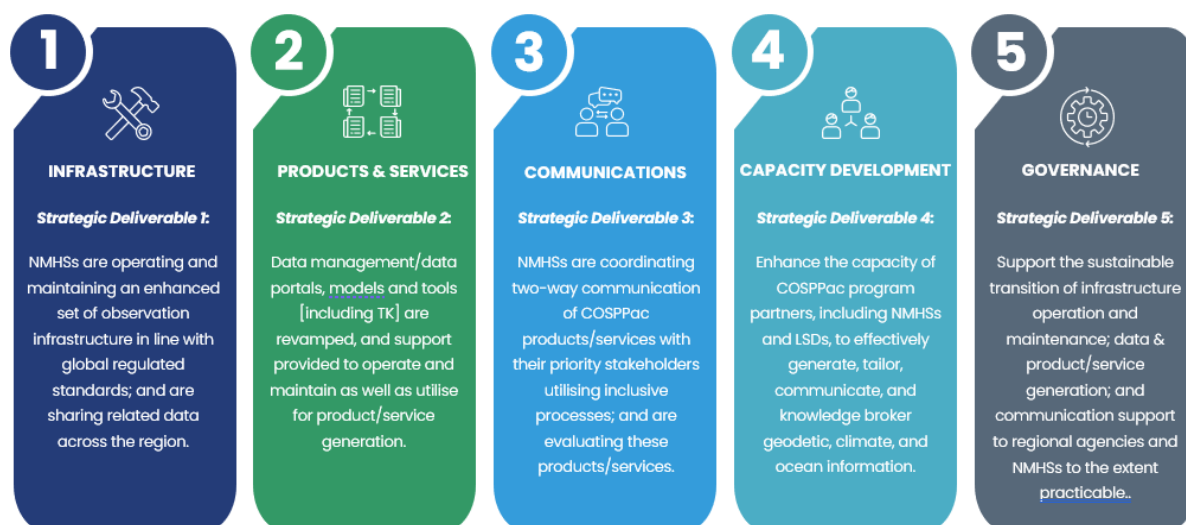 1
INFRASTRUCTURE
Strategic Deliverable 1:
NMHSs are operating and
maintaining an enhanced
set of observation
infrastructure in line with
global regulated
standards; and are
sharing related data
across the region.
2
PRODUCTS & SERVICES
Strategic Deliverable 2:
Data management/data
portals, models and tools
[including TK] are
revamped, and support
provided to operate and
maintain as well as utilise
for product/service
generation.
3
COMMUNICATIONS
Strategic Deliverable 3:
NMHSs are coordinating
two-way communication
of COSPPac
products/services with
their priority stakeholders
utilising inclusive
processes; and are
evaluating these
products/services.
4
CAPACITY DEVELOPMENT
Strategic Deliverable 4:
Enhance the capacity of
COSPPac program
partners, including NMHSs
and LSDs, to effectively
generate, tailor,
communicate, and
knowledge broker
geodetic, climate, and
ocean information.
5
GOVERNANCE
Strategic Deliverable 5:
Support the sustainable
transition of infrastructure
operation and
maintenance; data &
product/service
generation; and
communication support
to regional agencies and
NMHSs to the extent
practicable..